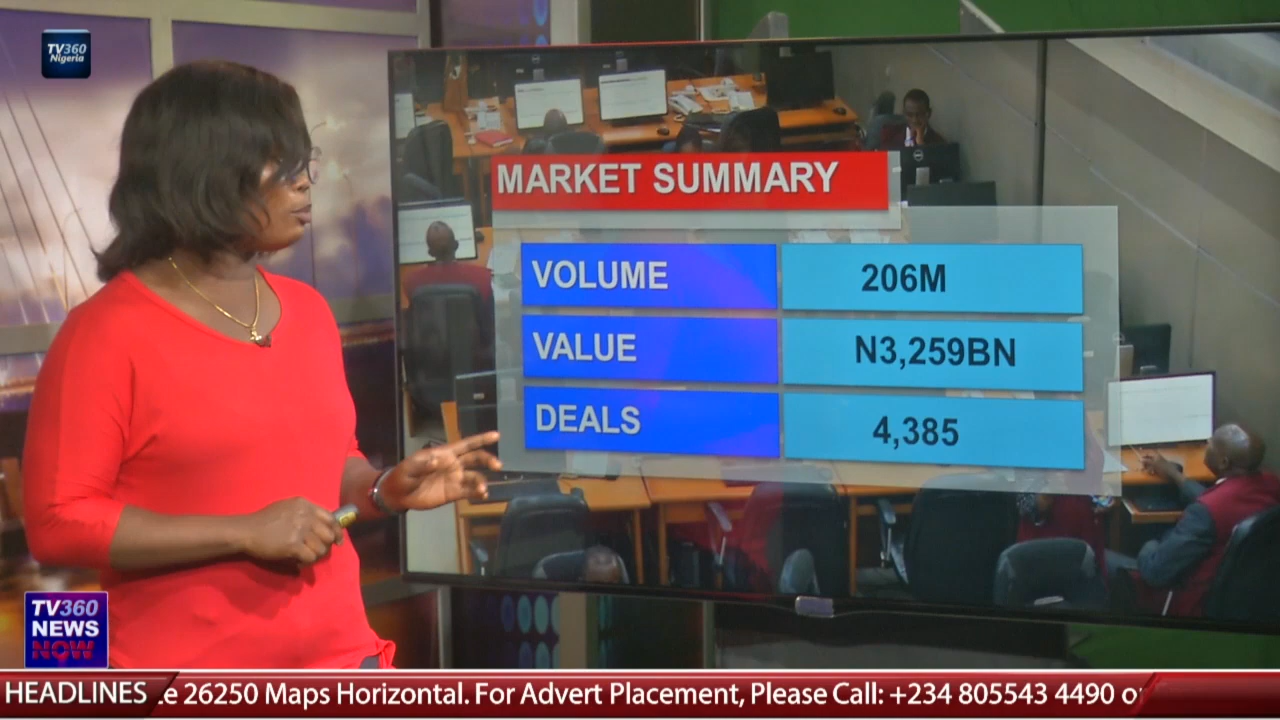 TV360
Nigeria
MARKET SUMMARY
VOLUME 206M
VALUE N3,259BN
DEALS 4,385
TV360
NEWS
NOW
HEADLINES 26250 Maps Horizontal. For Advert Placement, Please Call: +234 805543 4490